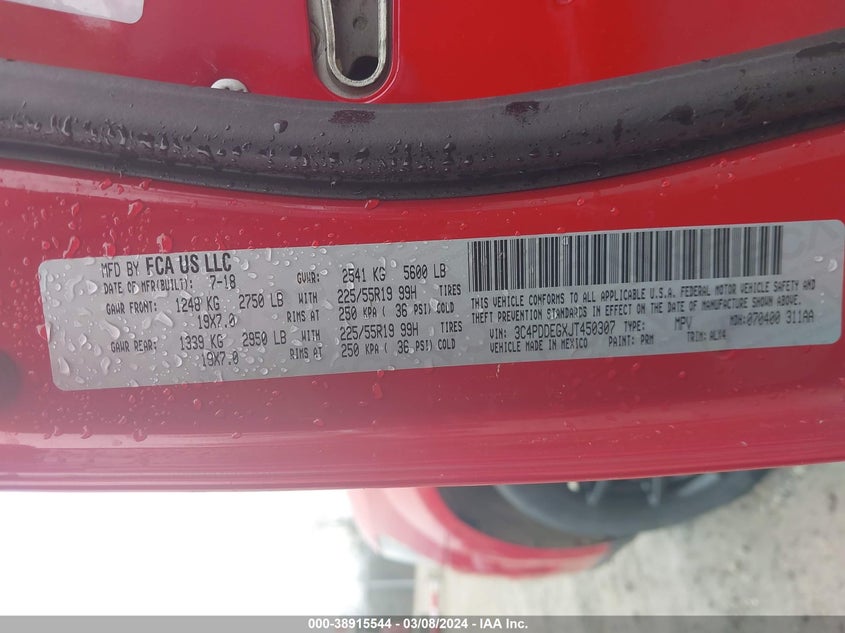 MFD BY FCA US LLC
DATE OF MFR(BUILT): 7-18
GVWR: 2541 KG 5600 LB
GAWR FRONT: 1248 KG 2750 LB WITH 225/55R19 99H TIRES
19X7.0 RIMS AT 250 KPA ( 36 PSI) COLD
GAWR REAR: 1339 KG 2950 LB WITH 225/55R19 99H TIRES
19X7.0 RIMS AT 250 KPA ( 36 PSI) COLD
THIS VEHICLE CONFORMS TO ALL APPLICABLE U.S.A. FEDERAL MOTOR VEHICLE SAFETY AND
THEFT PREVENTION STANDARDS IN EFFECT ON THE DATE OF MANUFACTURE SHOWN ABOVE.
VIN: 3C4PDDEGXJT450307 TYPE: MPV MDH: 070400 311AA
VEHICLE MADE IN MEXICO PAINT: PRM TRIM: ALX4
000-38915544 - 03/08/2024 - IAA Inc.